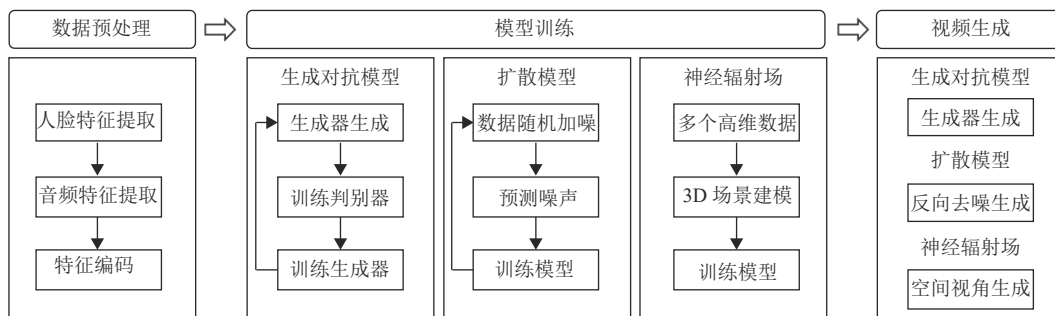 数据预处理
模型训练
视频生成
人脸特征提取
音频特征提取
特征编码
生成对抗模型
生成器生成
训练判别器
训练生成器
扩散模型
数据随机加噪
预测噪声
训练模型
神经辐射场
多个高维数据
3D 场景建模
训练模型
生成对抗模型
生成器生成
扩散模型
反向去噪生成
神经辐射场
空间视角生成